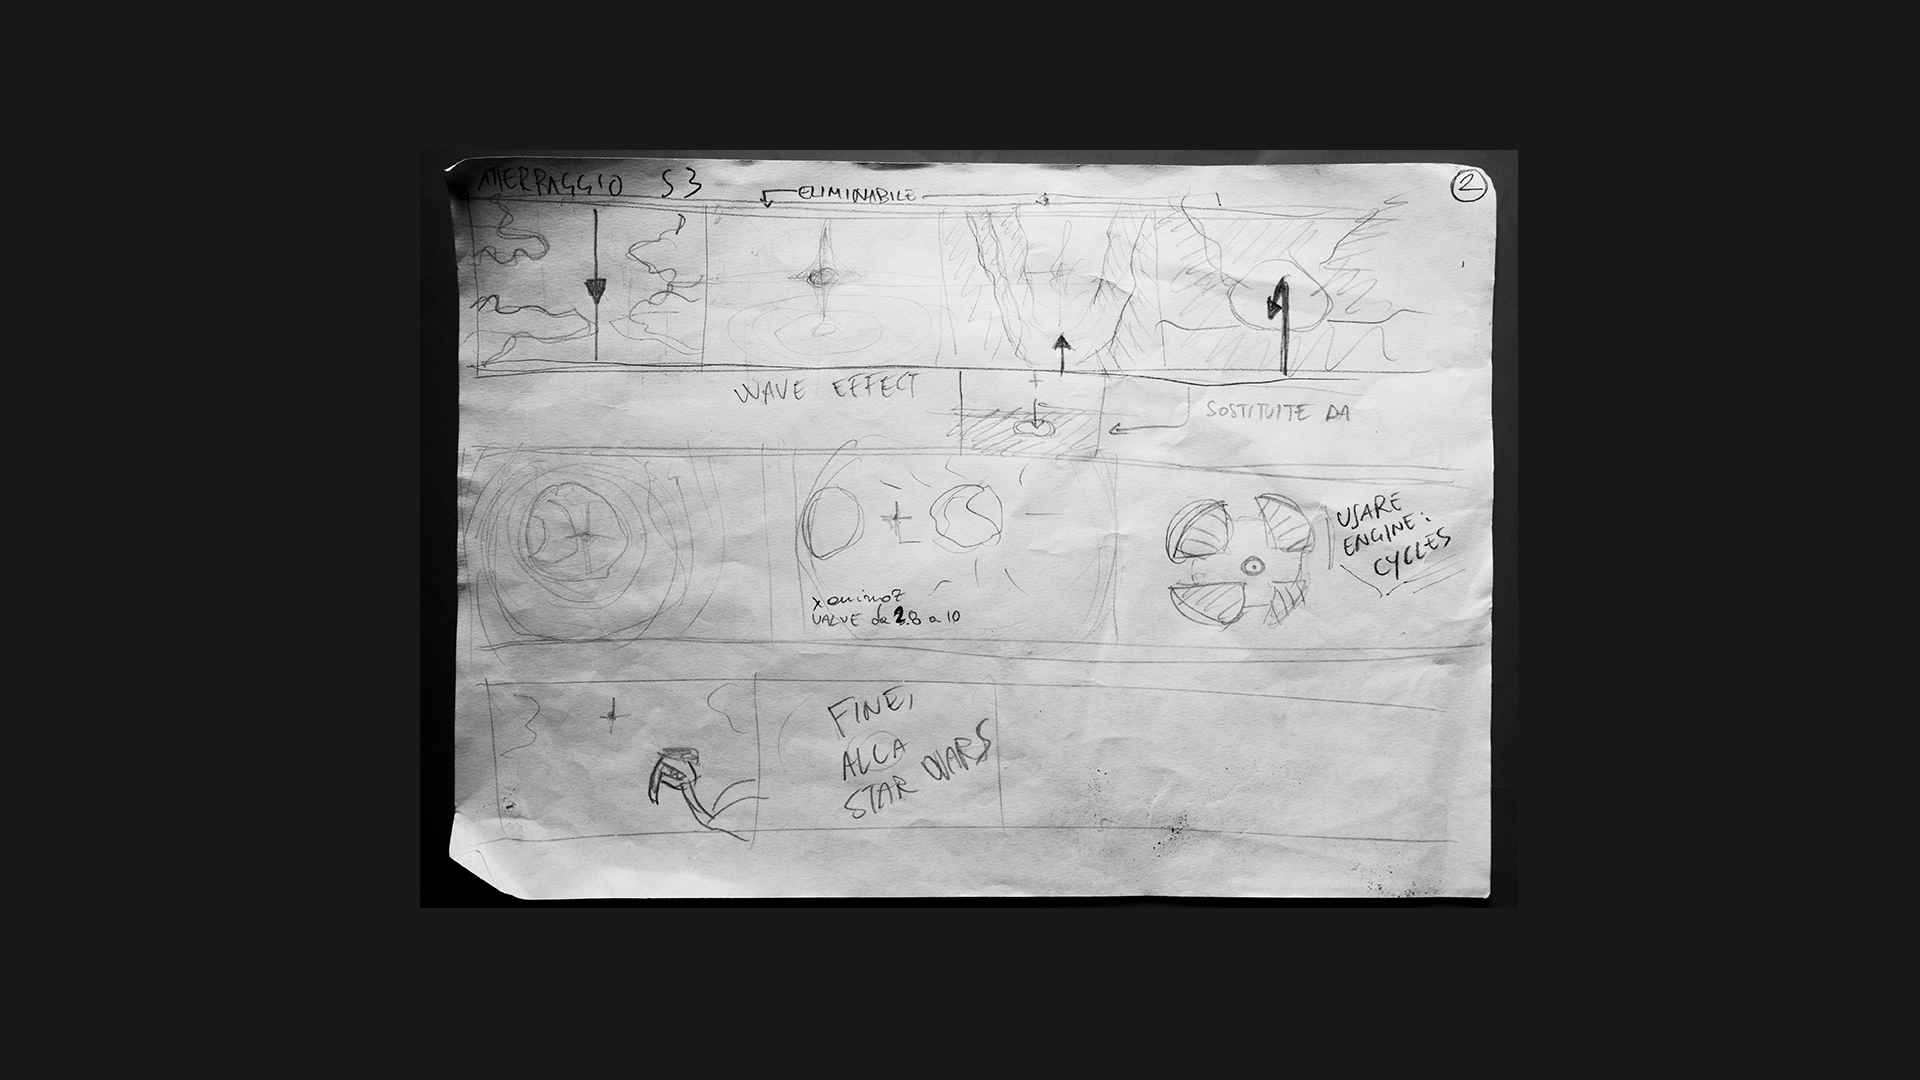 ATTERRAGGIO S3
ELIMINABILE
2
WAVE EFFECT
SOSTITUITE DA
USARE
ENGINE:
CYCLES
VALUE da 2.8 a 10
FINE,
ALLA
STAR WARS